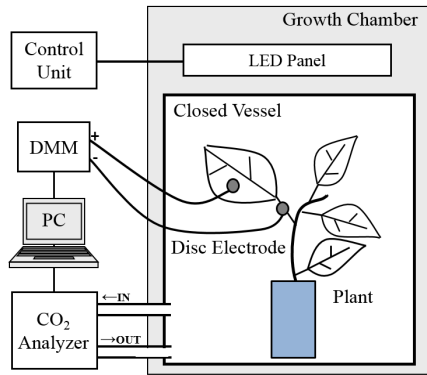 Growth Chamber
Control
Unit
LED Panel
Closed Vessel
DMM
+
-
PC
Disc Electrode
Plant
CO₂
Analyzer
←IN
→OUT